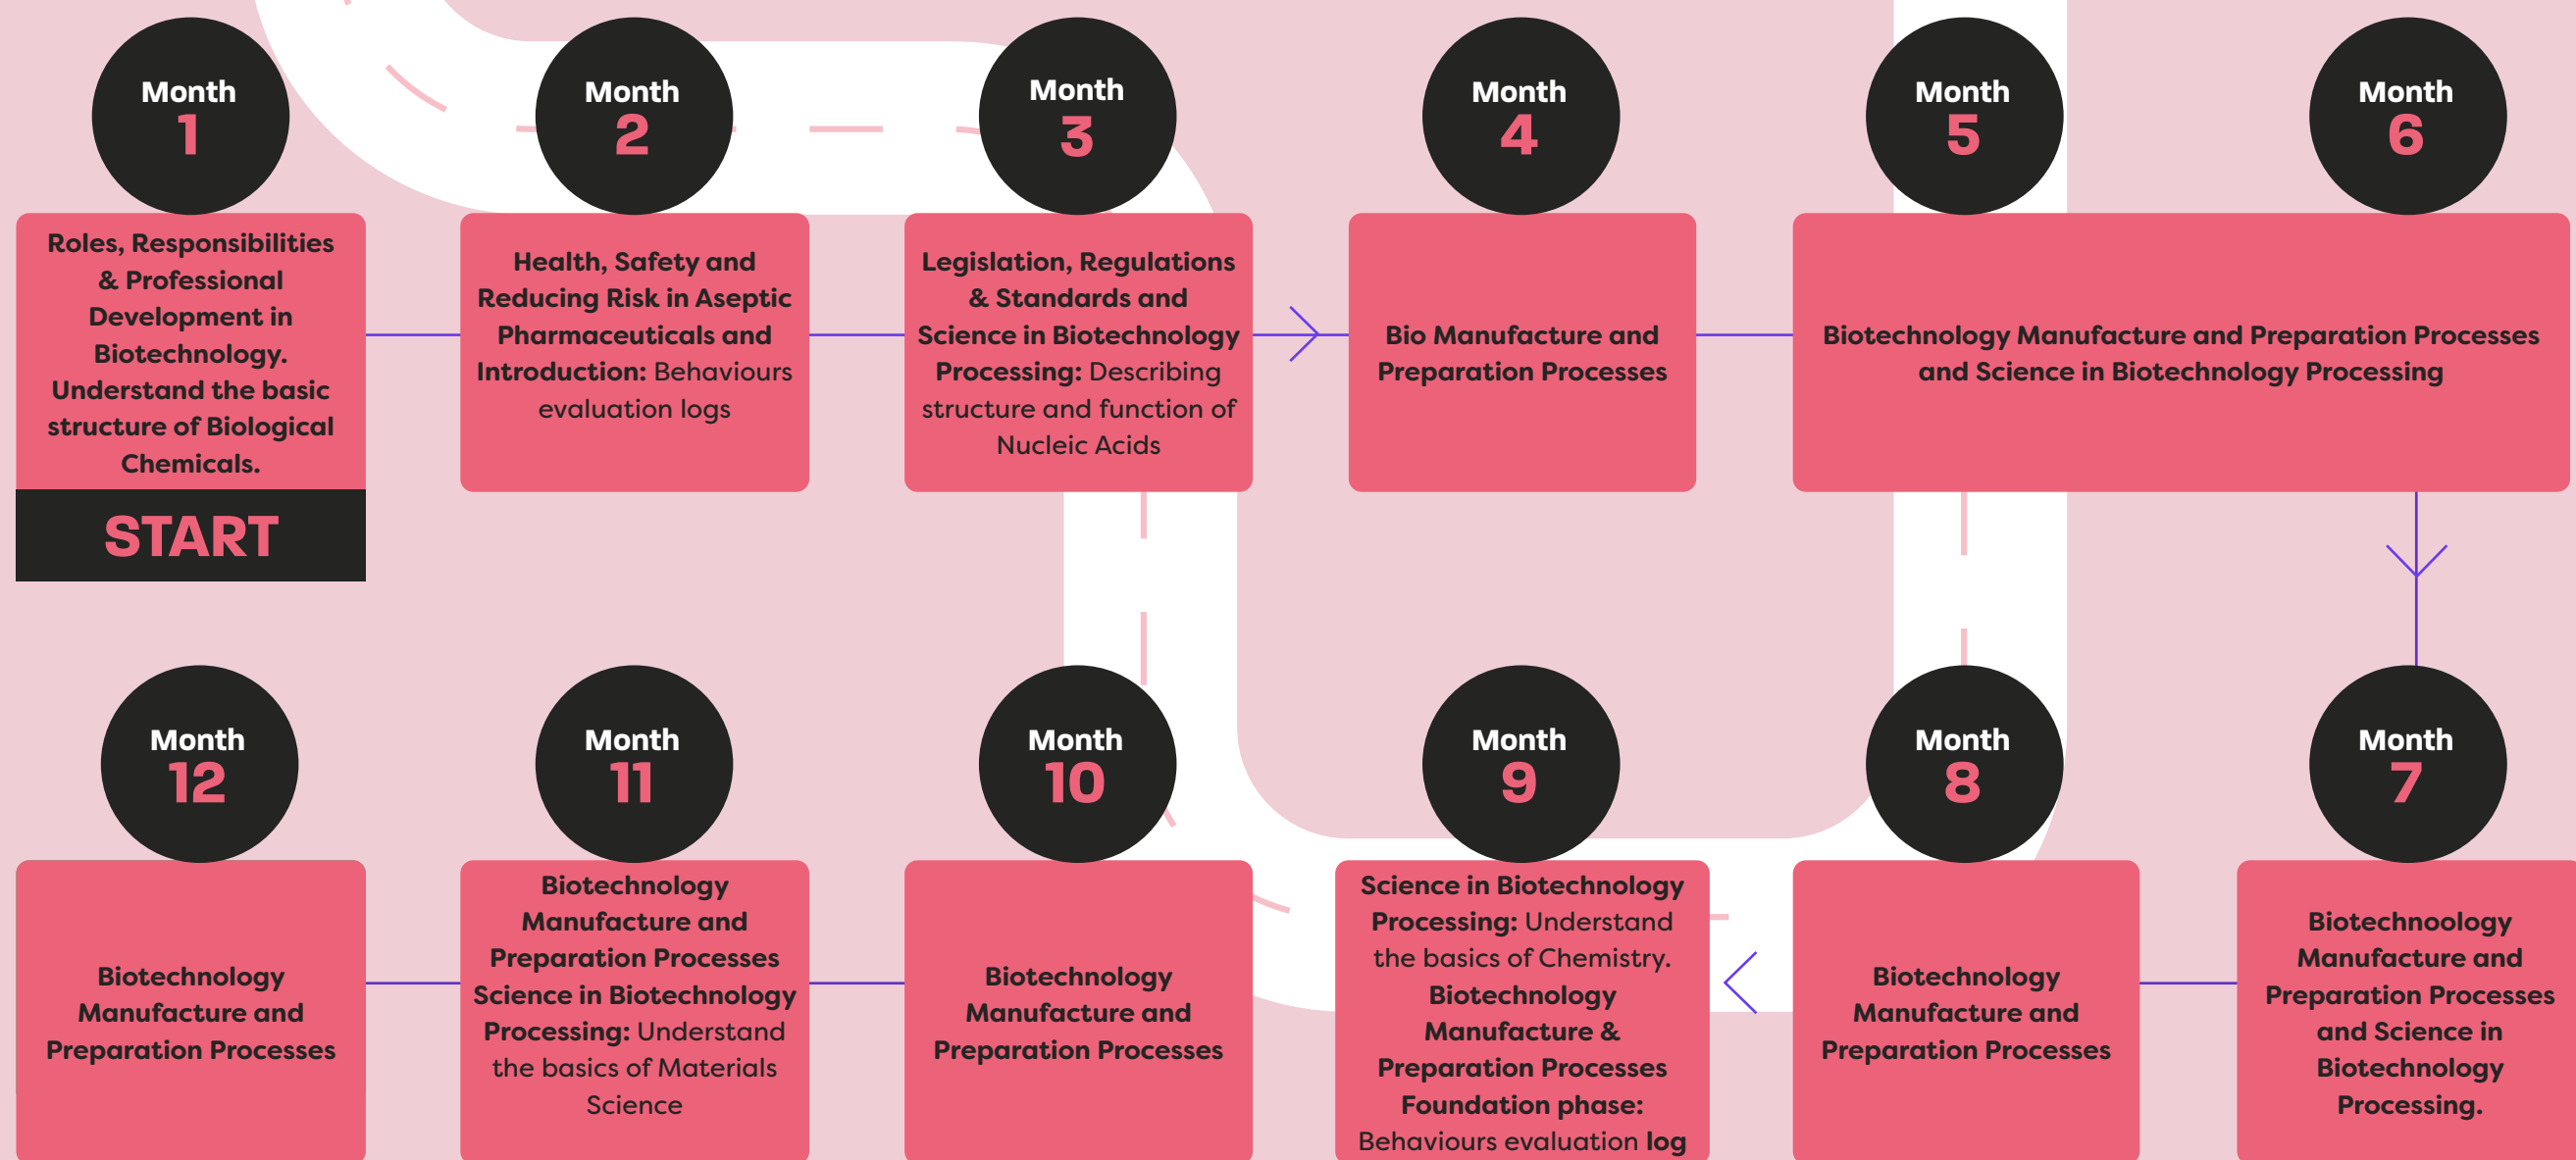 Month
1
Roles, Responsibilities
& Professional
Development in
Biotechnology.
Understand the basic
structure of Biological
Chemicals.
START
Month
2
Health, Safety and
Reducing Risk in Aseptic
Pharmaceuticals and
Introduction: Behaviours
evaluation logs
Month
3
Legislation, Regulations
& Standards and
Science in Biotechnology
Processing: Describing
structure and function of
Nucleic Acids
Month
4
Bio Manufacture and
Preparation Processes
Month
5
Month
6
Biotechnology Manufacture and Preparation Processes
and Science in Biotechnology Processing
Month
7
Biotechnoology
Manufacture and
Preparation Processes
and Science in
Biotechnology
Processing.
Month
8
Biotechnology
Manufacture and
Preparation Processes
Month
9
Science in Biotechnology
Processing: Understand
the basics of Chemistry.
Biotechnology
Manufacture &
Preparation Processes
Foundation phase:
Behaviours evaluation log
Month
10
Biotechnology
Manufacture and
Preparation Processes
Month
11
Biotechnology
Manufacture and
Preparation Processes
Science in Biotechnology
Processing: Understand
the basics of Materials
Science
Month
12
Biotechnology
Manufacture and
Preparation Processes